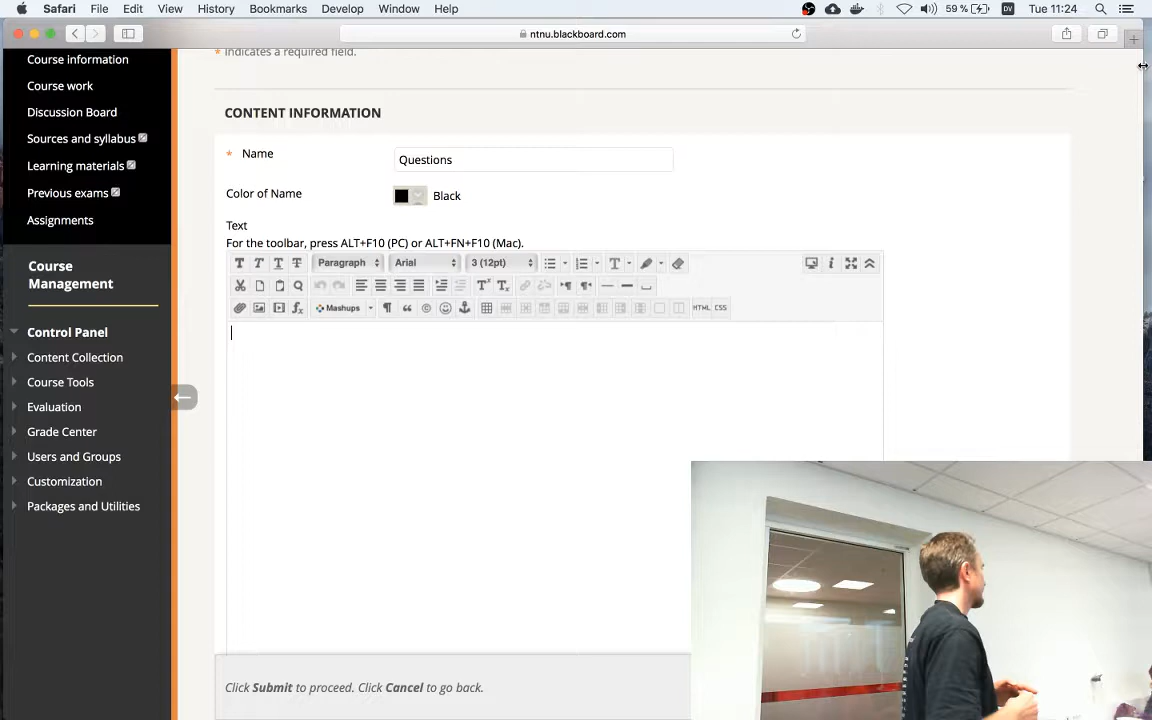 Safari File Edit View History Bookmarks Develop Window Help 59 % DV Tue 11:24
ntnu.blackboard.com
* Indicates a required field.
Course information
Course work
Discussion Board
Sources and syllabus
Learning materials
Previous exams
Assignments
Course
Management
Control Panel
Content Collection
Course Tools
Evaluation
Grade Center
Users and Groups
Customization
Packages and Utilities
CONTENT INFORMATION
* Name Questions
Color of Name Black
Text
For the toolbar, press ALT+F10 (PC) or ALT+FN+F10 (Mac).
T T T T Paragraph Arial 3 (12pt) T
T T
Mashups HTML CSS
Click Submit to proceed. Click Cancel to go back.